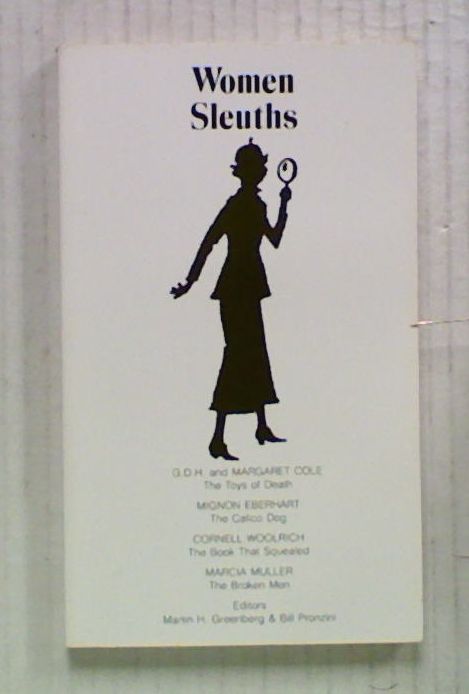 Women
Sleuths
G.D.H. and MARGARET COLE
The Toys of Death
MIGNON EBERHART
The Calico Dog
CORNELL WOOLRICH
The Book That Squealed
MARCIA MULLER
The Broken Men
Editors
Martin H. Greenberg & Bill Pronzini